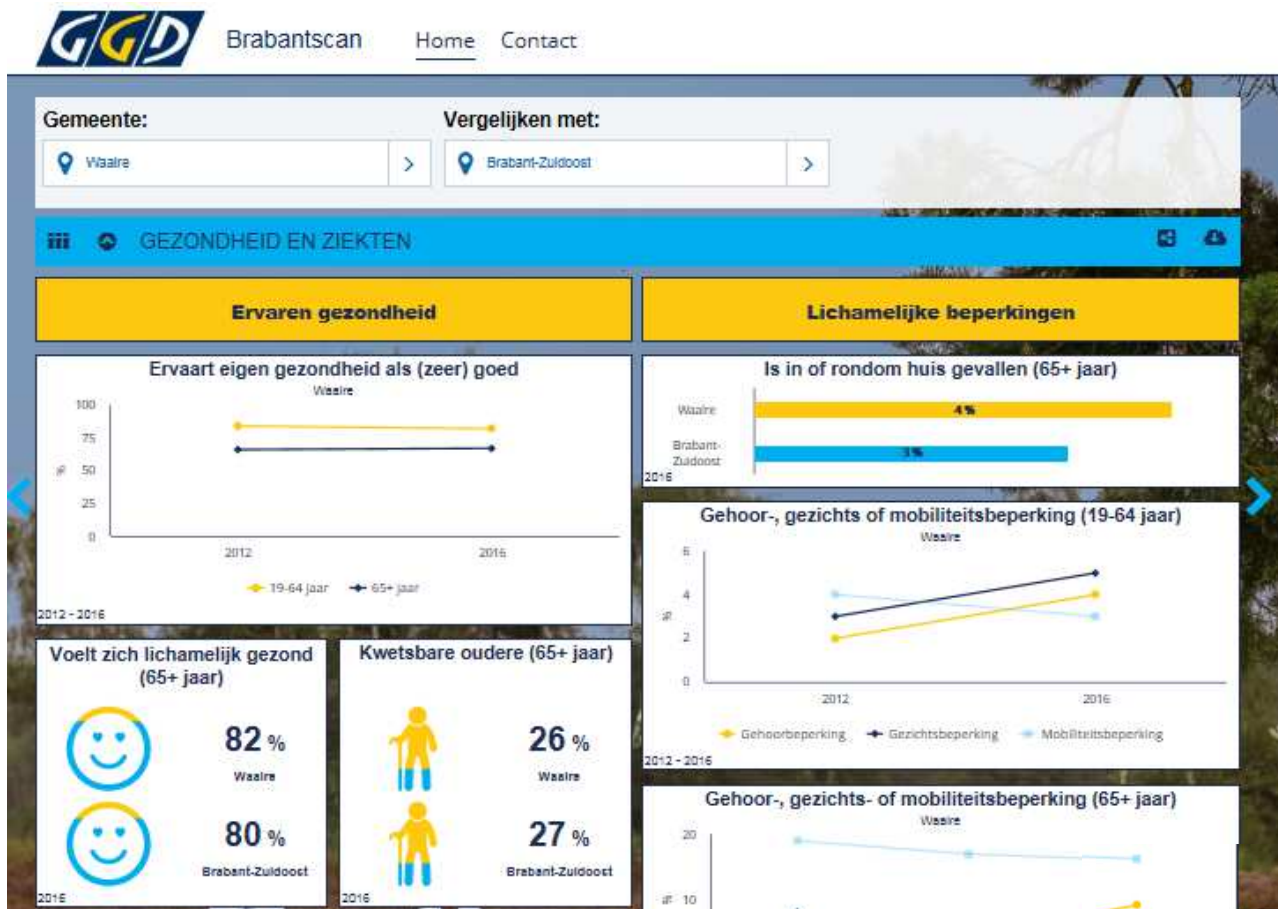 GGD
Brabantscan
Home
Contact
Gemeente:
Vergelijken met:
Waalre
Brabant-Zuidoost
GEZONDHEID EN ZIEKTEN
Ervaren gezondheid
Lichamelijke beperkingen
Ervaart eigen gezondheid als (zeer) goed
Waalre
100
75
50
25
0
%
2012
2016
19-64 jaar
65+ jaar
2012 - 2016
Is in of rondom huis gevallen (65+ jaar)
Waalre
4 %
Brabant-
Zuidoost
3 %
2016
Gehoor-, gezichts of mobiliteitsbeperking (19-64 jaar)
Waalre
6
4
2
0
%
2012
2016
Gehoorbeperking
Gezichtsbeperking
Mobiliteitsbeperking
2012 - 2016
Voelt zich lichamelijk gezond
(65+ jaar)
82 %
Waalre
80 %
Brabant-Zuidoost
2016
Kwetsbare oudere (65+ jaar)
26 %
Waalre
27 %
Brabant-Zuidoost
2016
Gehoor-, gezichts- of mobiliteitsbeperking (65+ jaar)
Waalre
20
10
%